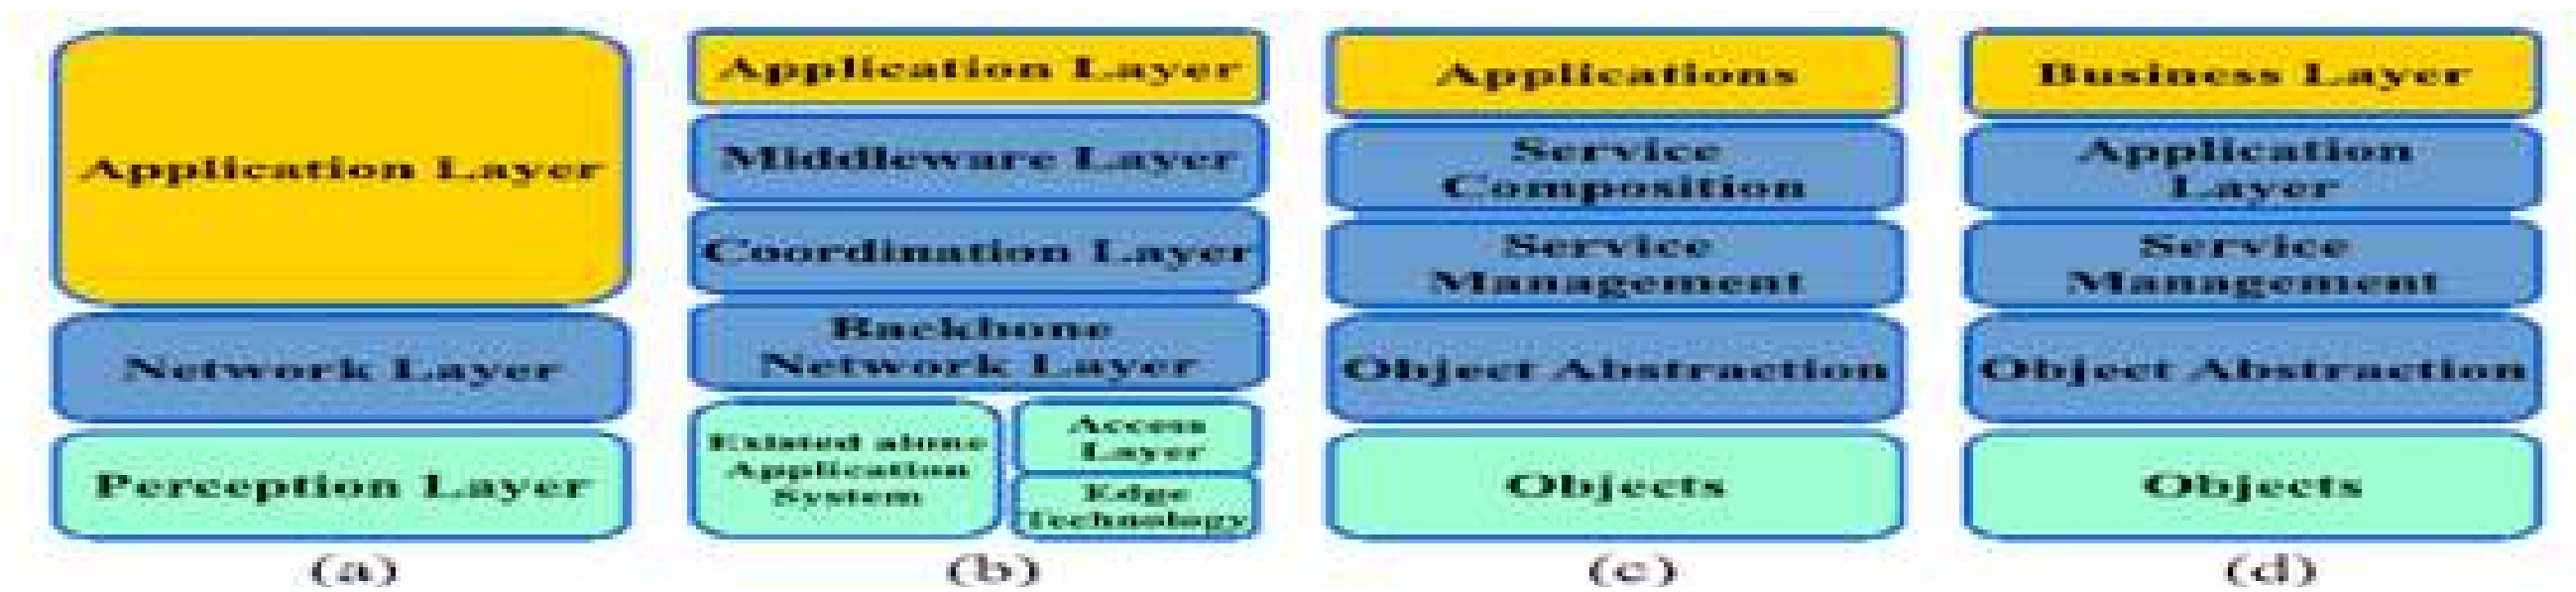 Application Layer
Network Layer
Perception Layer
(a)
Application Layer
Middleware Layer
Coordination Layer
Backbone
Network Layer
Existed alone
Application
System
Access
Layer
Edge
Technology
(b)
Applications
Service
Composition
Service
Management
Object Abstraction
Objects
(c)
Business Layer
Application
Layer
Service
Management
Object Abstraction
Objects
(d)